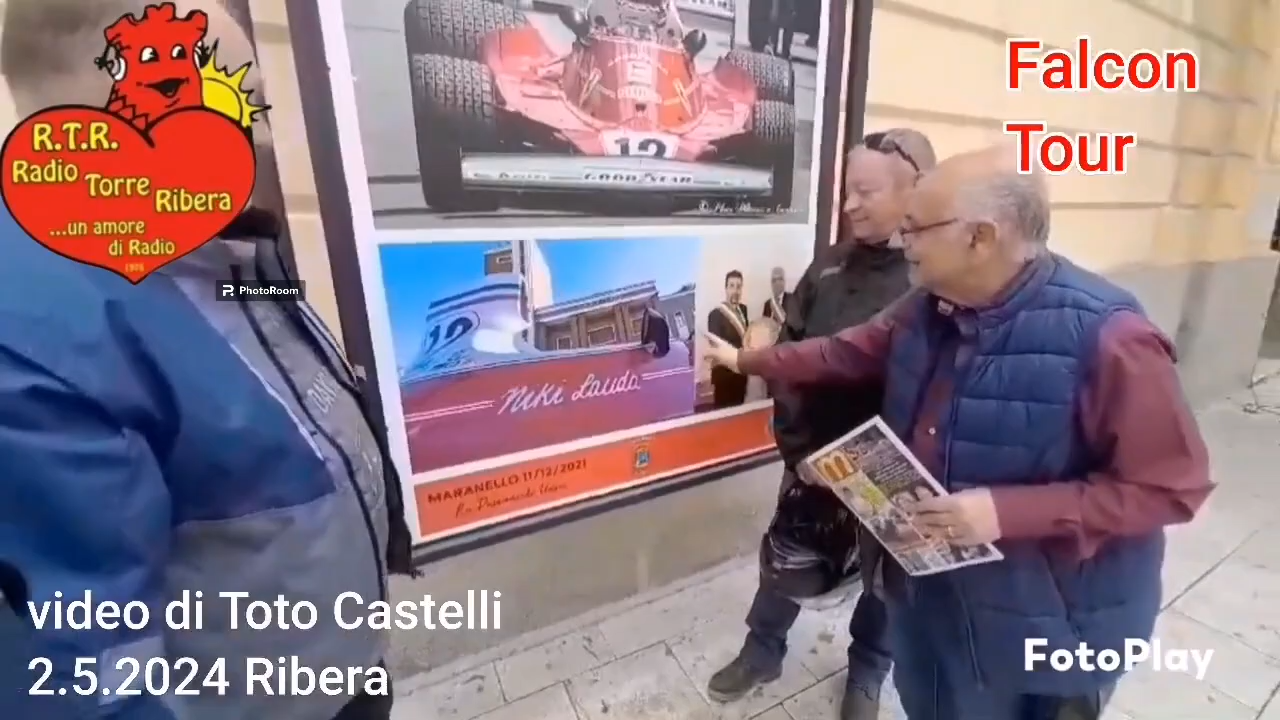 R.T.R.
Radio Torre Ribera
...un amore
di Radio
PhotoRoom
Falcon
Tour
12
GOODYEAR
12
Niki Lauda
MARANELLO 11/12/2021
video di Toto Castelli
2.5.2024 Ribera
FotoPlay